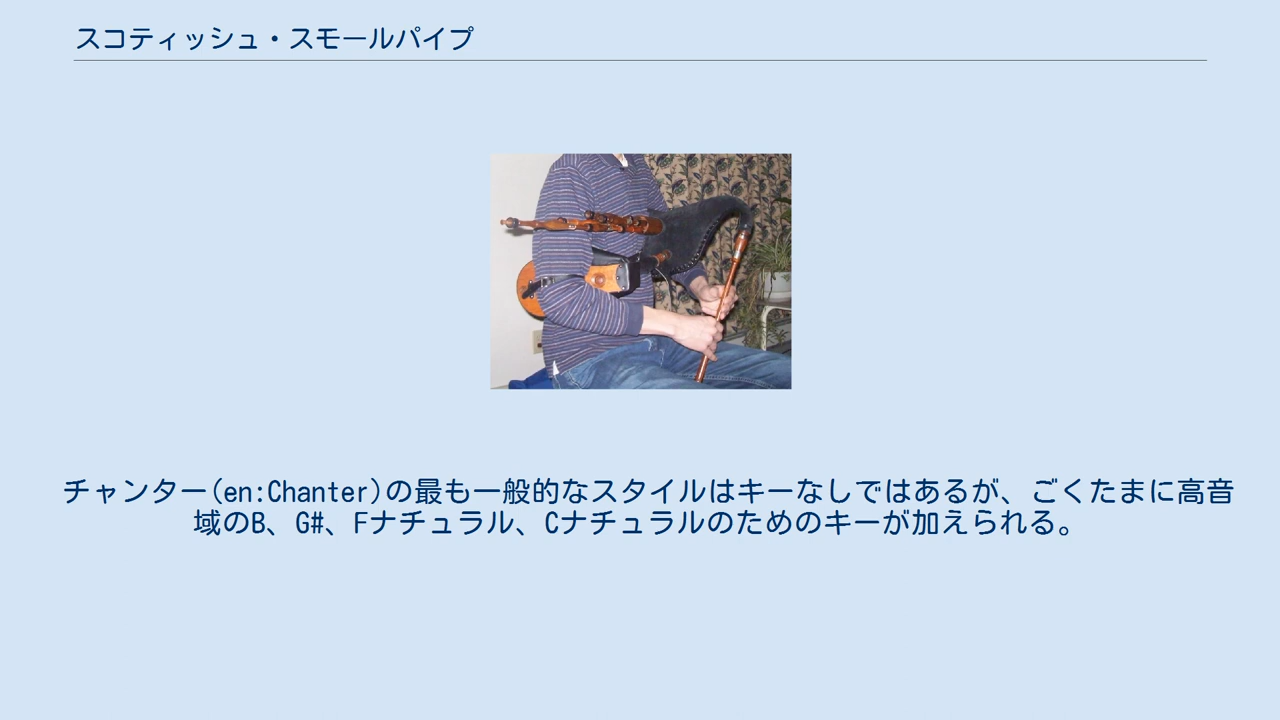 スコティッシュ・スモールパイプ
チャンター(en:Chanter)の最も一般的なスタイルはキーなしではあるが、ごくたまに高音
域のB、G#、Fナチュラル、Cナチュラルのためのキーが加えられる。